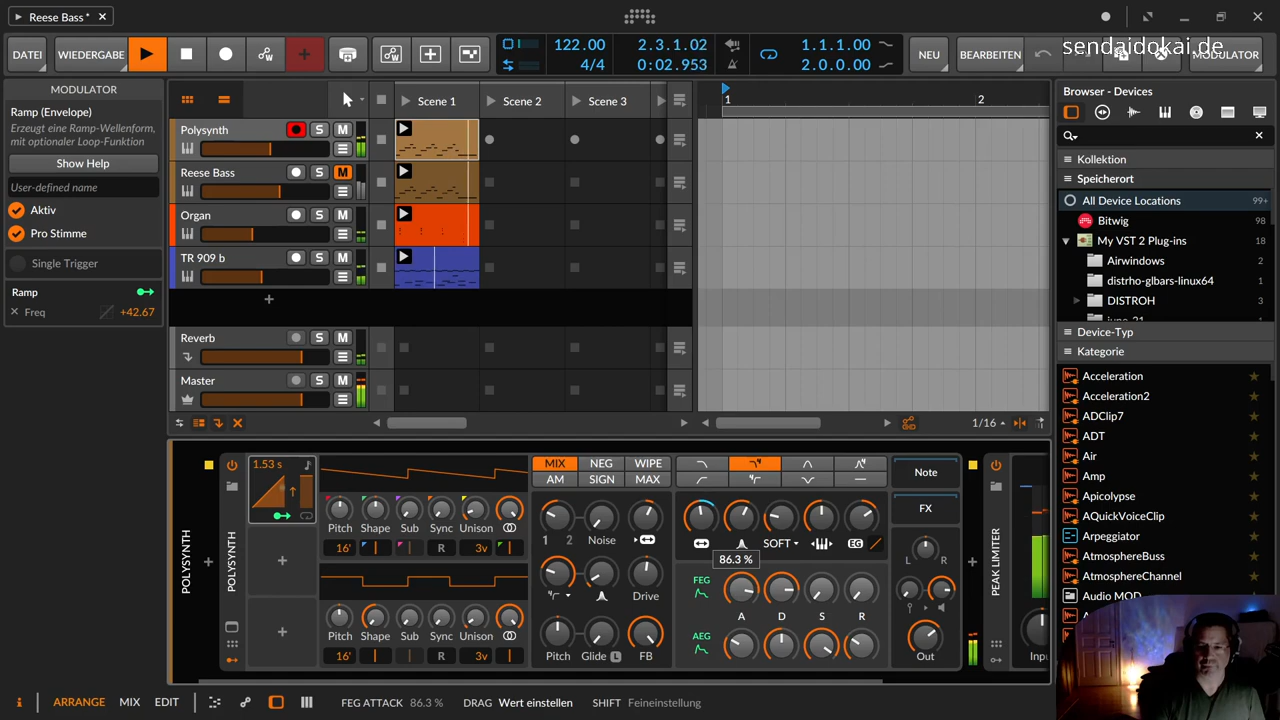 Reese Bass *
DATEI
WIEDERGABE
122.00
4/4
2.3.1.02
0:02.953
1.1.1.00
2.0.0.00
NEU
BEARBEITEN
MODULATOR
sendaidokai.de
MODULATOR
Ramp (Envelope)
Erzeugt eine Ramp-Wellenform,
mit optionaler Loop-Funktion
Show Help
User-defined name
Aktiv
Pro Stimme
Single Trigger
Ramp
Freq +42.67
Scene 1
Scene 2
Scene 3
Polysynth
S M
Reese Bass
S M
Organ
S M
TR 909 b
S M
+
Reverb
S M
Master
S M
1
2
1/16
Browser - Devices
Kollektion
Speicherort
All Device Locations 99+
Bitwig 98
My VST 2 Plug-ins 18
Airwindows 2
distrho-glbars-linux64 1
DISTROH 3
Device-Typ
Kategorie
Acceleration
Acceleration2
ADClip7
ADT
Air
Amp
Apicolypse
AQuickVoiceClip
Arpeggiator
AtmosphereBuss
AtmosphereChannel
Audio MOD
POLYSYNTH
POLYSYNTH
1.53 s
Pitch Shape Sub Sync Unison
16' R 3v
Pitch Shape Sub Sync Unison
16' R 3v
MIX NEG WIPE
AM SIGN MAX
1 2 Noise
Drive
Pitch Glide L FB
SOFT
EG
86.3 %
FEG
A D S R
AEG
Note
FX
L R
Out
PEAK LIMITER
ARRANGE
MIX
EDIT
FEG ATTACK 86.3 %
DRAG Wert einstellen
SHIFT Feineinstellung